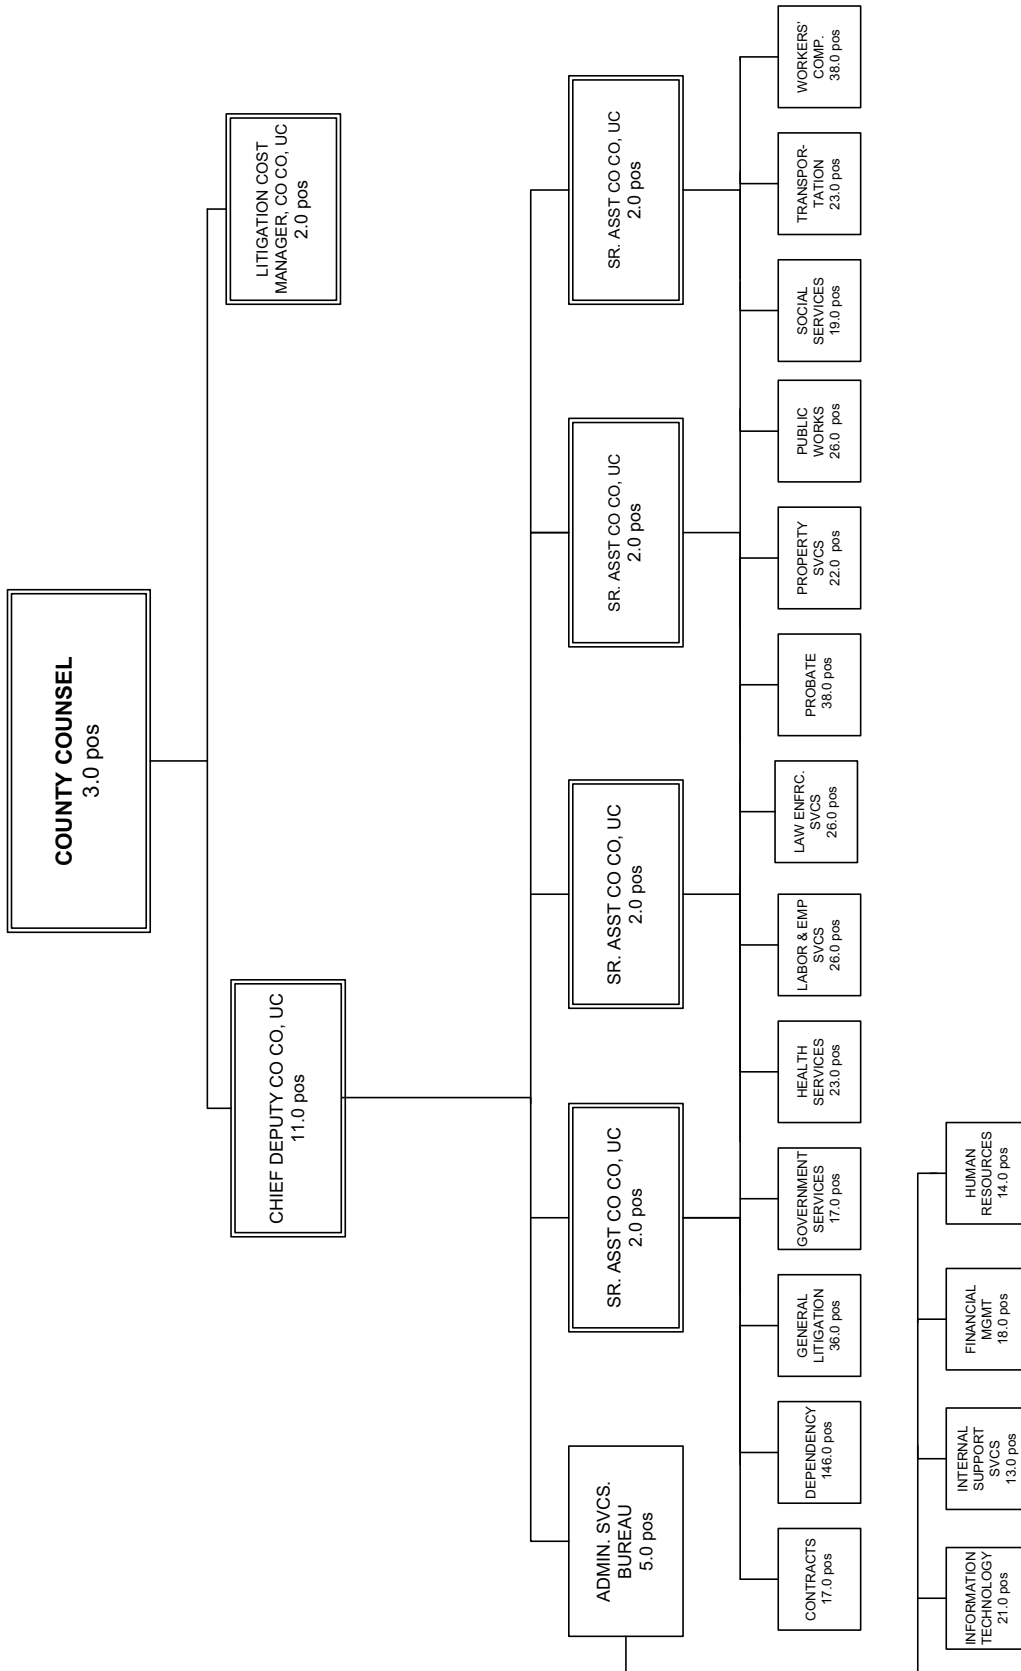 COUNTY COUNSEL
3.0 pos
CHIEF DEPUTY CO CO, UC
11.0 pos
LITIGATION COST
MANAGER, CO CO, UC
2.0 pos
ADMIN. SVCS.
BUREAU
5.0 pos
SR. ASST CO CO, UC
2.0 pos
SR. ASST CO CO, UC
2.0 pos
SR. ASST CO CO, UC
2.0 pos
SR. ASST CO CO, UC
2.0 pos
CONTRACTS
17.0 pos
DEPENDENCY
146.0 pos
GENERAL
LITIGATION
36.0 pos
GOVERNMENT
SERVICES
17.0 pos
HEALTH
SERVICES
23.0 pos
LABOR & EMP
SVCS
26.0 pos
LAW ENFRC.
SVCS
26.0 pos
PROBATE
38.0 pos
PROPERTY
SVCS
22.0 pos
PUBLIC
WORKS
26.0 pos
SOCIAL
SERVICES
19.0 pos
TRANSPOR-
TATION
23.0 pos
WORKERS'
COMP.
38.0 pos
INFORMATION
TECHNOLOGY
21.0 pos
INTERNAL
SUPPORT
SVCS
13.0 pos
FINANCIAL
MGMT
18.0 pos
HUMAN
RESOURCES
14.0 pos